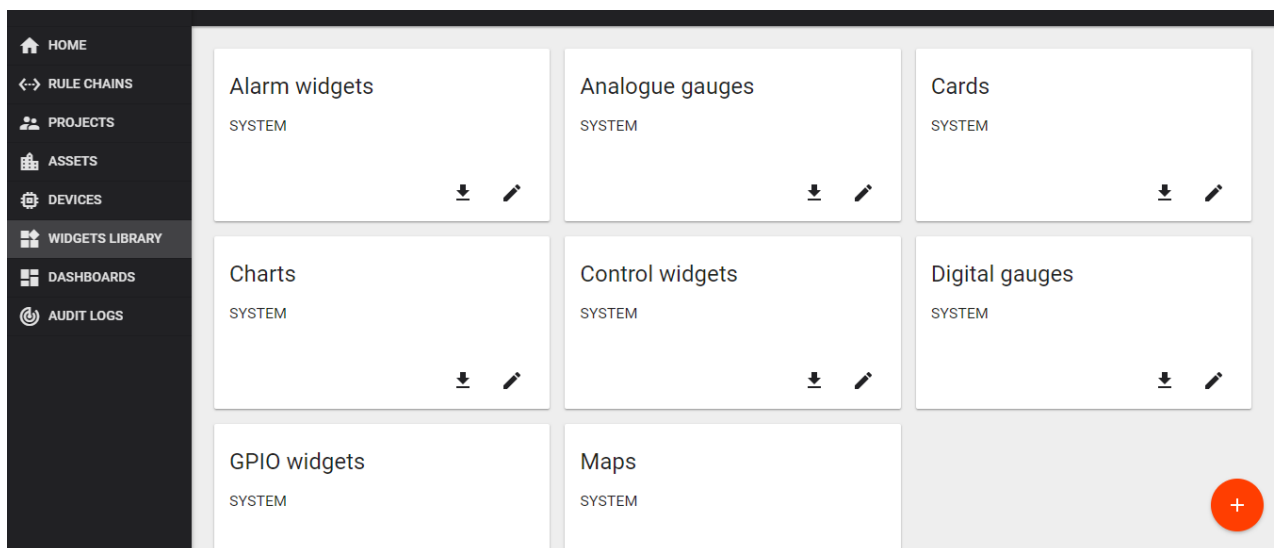 HOME
RULE CHAINS
PROJECTS
ASSETS
DEVICES
WIDGETS LIBRARY
DASHBOARDS
AUDIT LOGS
Alarm widgets
SYSTEM
Analogue gauges
SYSTEM
Cards
SYSTEM
Charts
SYSTEM
Control widgets
SYSTEM
Digital gauges
SYSTEM
GPIO widgets
SYSTEM
Maps
SYSTEM